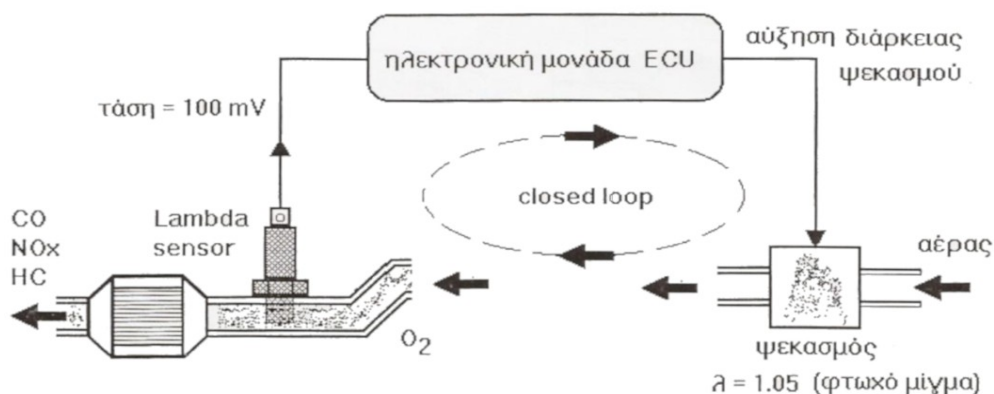 ηλεκτρονική μονάδα ECU
αύξηση διάρκειας
ψεκασμού
τάση = 100 mV
closed loop
CO
NOx
HC
Lambda
sensor
αέρας
O2
ψεκασμός
λ = 1.05 (φτωχό μίγμα)